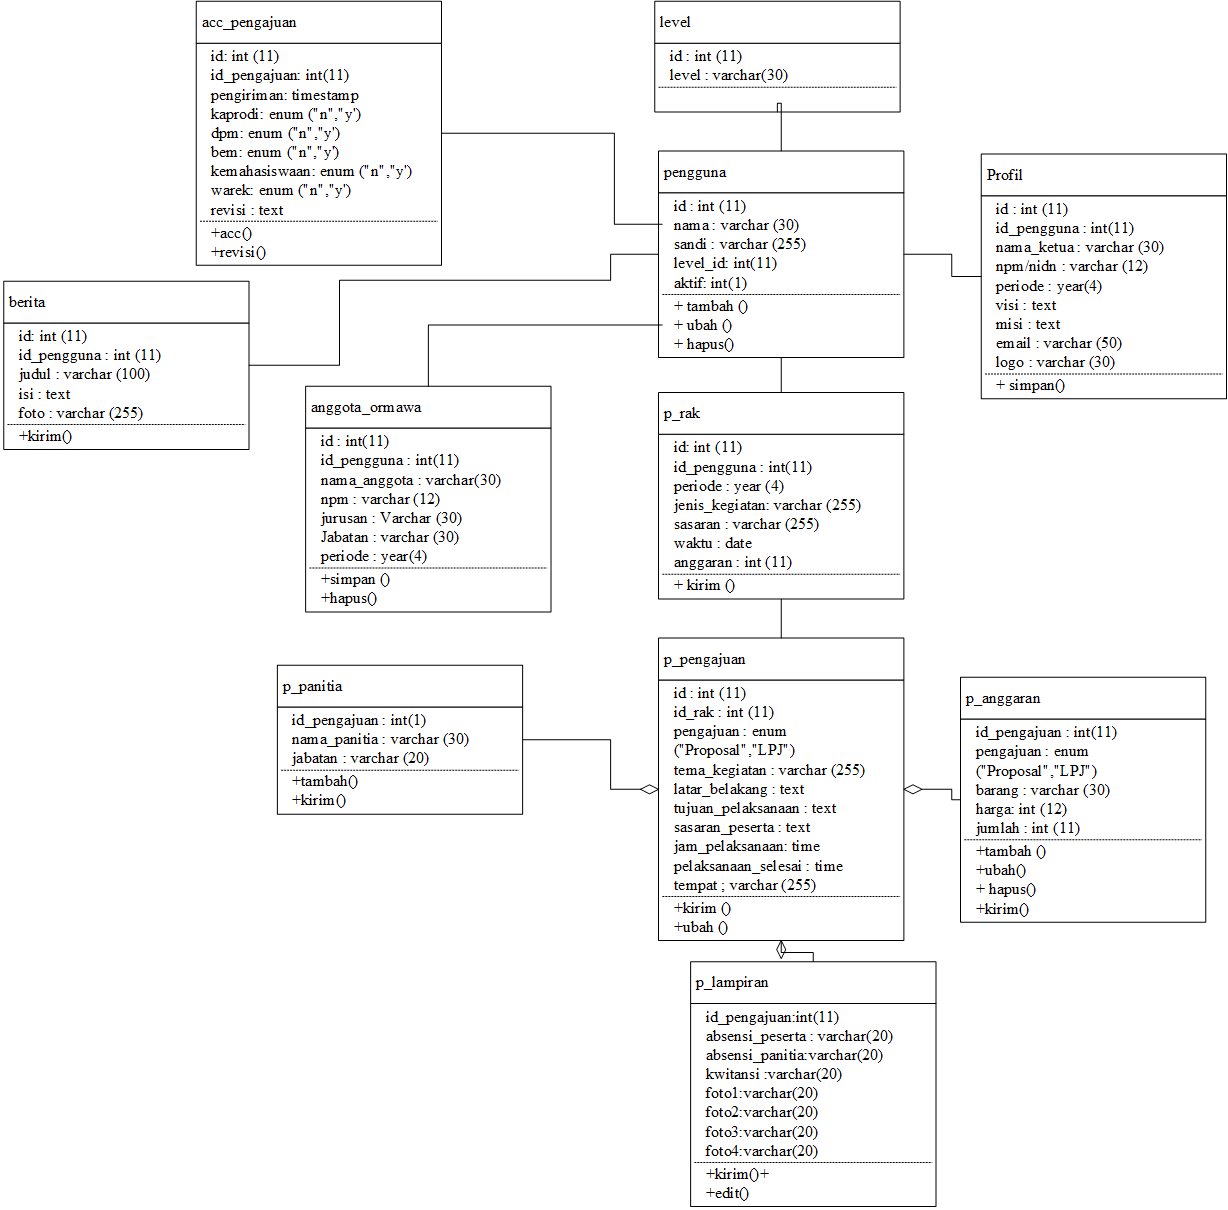 acc_pengajuan
id: int (11)
id_pengajuan: int(11)
pengiriman: timestamp
kaprodi: enum ("n","y')
dpm: enum ("n","y')
bem: enum ("n","y')
kemahasiswaan: enum ("n","y')
warek: enum ("n","y')
revisi : text
+acc()
+revisi()
level
id : int (11)
level : varchar(30)
pengguna
id : int (11)
nama : varchar (30)
sandi : varchar (255)
level_id: int(11)
aktif: int(1)
+ tambah ()
+ ubah ()
+ hapus()
Profil
id : int (11)
id_pengguna : int(11)
nama_ketua : varchar (30)
npm/nidn : varchar (12)
periode : year(4)
visi : text
misi : text
email : varchar (50)
logo : varchar (30)
+ simpan()
berita
id: int (11)
id_pengguna : int (11)
judul : varchar (100)
isi : text
foto : varchar (255)
+kirim()
anggota_ormawa
id : int(11)
id_pengguna : int(11)
nama_anggota : varchar(30)
npm : varchar (12)
jurusan : Varchar (30)
Jabatan : varchar (30)
periode : year(4)
+simpan ()
+hapus()
p_rak
id: int (11)
id_pengguna : int(11)
periode : year (4)
jenis_kegiatan: varchar (255)
sasaran : varchar (255)
waktu : date
anggaran : int (11)
+ kirim ()
p_panitia
id_pengajuan : int(1)
nama_panitia : varchar (30)
jabatan : varchar (20)
+tambah()
+kirim()
p_pengajuan
id : int (11)
id_rak : int (11)
pengajuan : enum
("Proposal","LPJ")
tema_kegiatan : varchar (255)
latar_belakang : text
tujuan_pelaksanaan : text
sasaran_peserta : text
jam_pelaksanaan: time
pelaksanaan_selesai : time
tempat ; varchar (255)
+kirim ()
+ubah ()
p_anggaran
id_pengajuan : int(11)
pengajuan : enum
("Proposal","LPJ")
barang : varchar (30)
harga: int (12)
jumlah : int (11)
+tambah ()
+ubah()
+ hapus()
+kirim()
p_lampiran
id_pengajuan:int(11)
absensi_peserta : varchar(20)
absensi_panitia:varchar(20)
kwitansi :varchar(20)
foto1:varchar(20)
foto2:varchar(20)
foto3:varchar(20)
foto4:varchar(20)
+kirim()+
+edit()